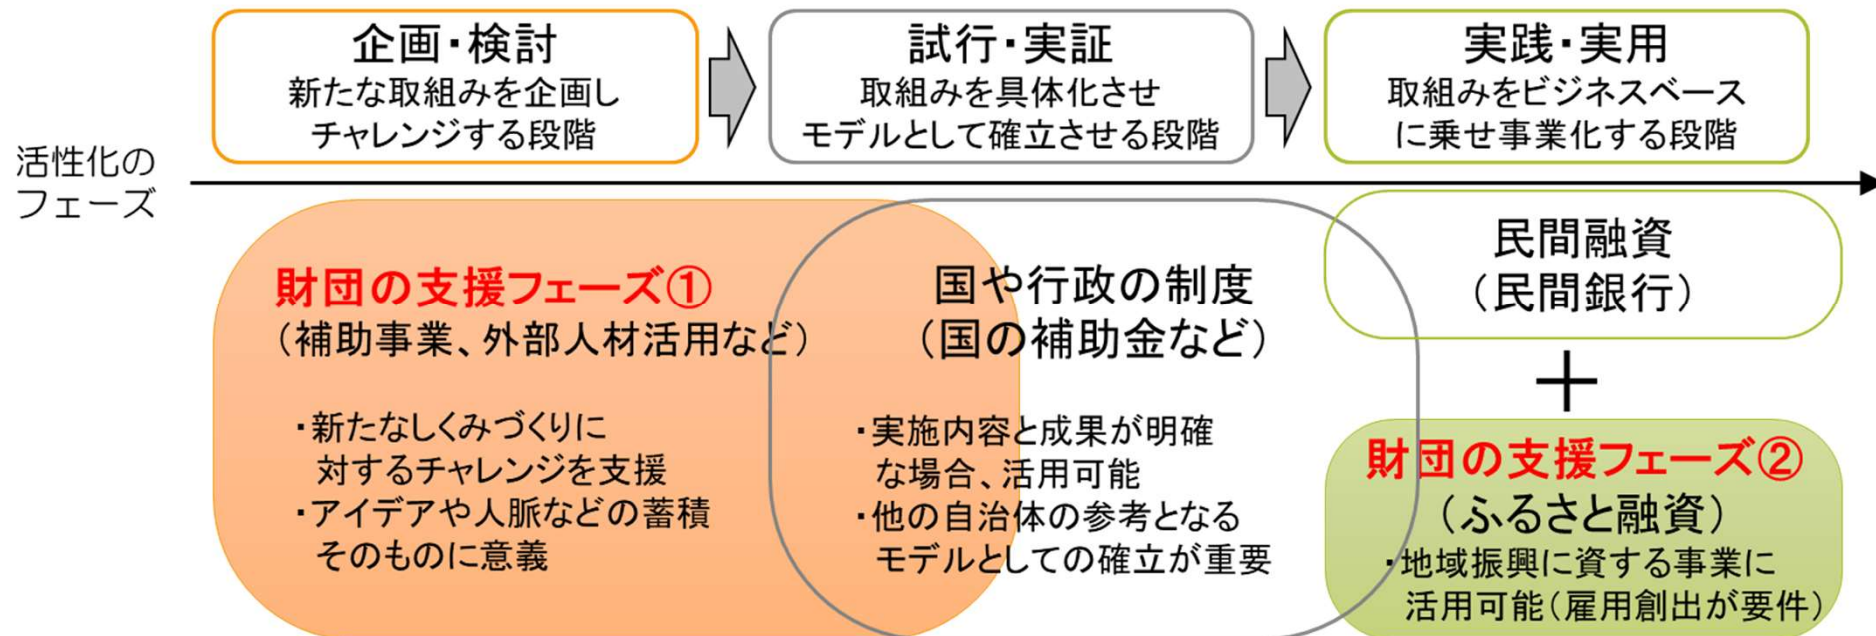 企画・検討
新たな取組みを企画し
チャレンジする段階
試行・実証
取組みを具体化させ
モデルとして確立させる段階
実践・実用
取組みをビジネスベース
に乗せ事業化する段階
活性化の
フェーズ
財団の支援フェーズ①
（補助事業、外部人材活用など）
・新たなしくみづくりに
対するチャレンジを支援
・アイデアや人脈などの蓄積
そのものに意義
国や行政の制度
（国の補助金など）
・実施内容と成果が明確
な場合、活用可能
・他の自治体の参考となる
モデルとしての確立が重要
民間融資
（民間銀行）
＋
財団の支援フェーズ②
（ふるさと融資）
・地域振興に資する事業に
活用可能（雇用創出が要件）